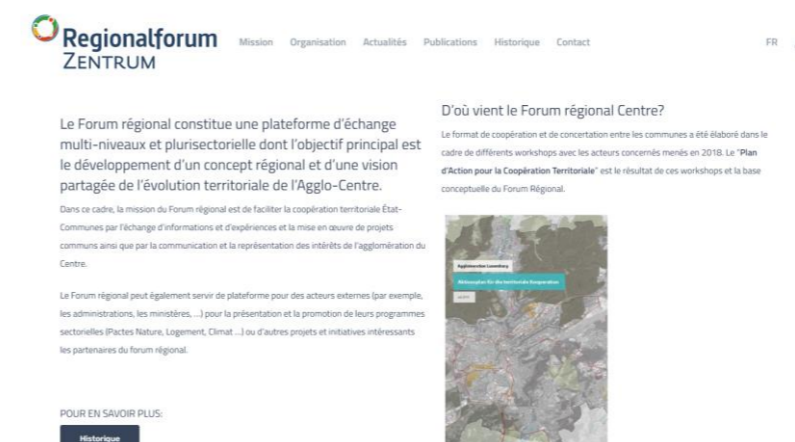 Regionalforum
ZENTRUM
Mission Organisation Actualités Publications Historique Contact FR
Le Forum régional constitue une plateforme d'échange
multi-niveaux et plurisectorielle dont l'objectif principal est
le développement d'un concept régional et d'une vision
partagée de l'évolution territoriale de l'Agglo-Centre.
Dans ce cadre, la mission du Forum régional est de faciliter la coopération territoriale État-
Communes par l'échange d'informations et d'expériences et la mise en œuvre de projets
communs ainsi que par la communication et la représentation des intérêts de l'agglomération du
Centre.
Le Forum régional peut également servir de plateforme pour des acteurs externes (par exemple,
les administrations, les ministères, ...) pour la présentation et la promotion de leurs programmes
sectorielles (Pactes Nature, Logement, Climat ...) ou d'autres projets et initiatives intéressants
les partenaires du forum régional.
POUR EN SAVOIR PLUS:
Historique
D'où vient le Forum régional Centre?
Le format de coopération et de concertation entre les communes a été élaboré dans le
cadre de différents workshops avec les acteurs concernés menés en 2018. Le "Plan
d'Action pour la Coopération Territoriale" est le résultat de ces workshops et la base
conceptuelle du Forum Régional.
Agglomeration Luxemburg
Aktionsplan für die territoriale Kooperation